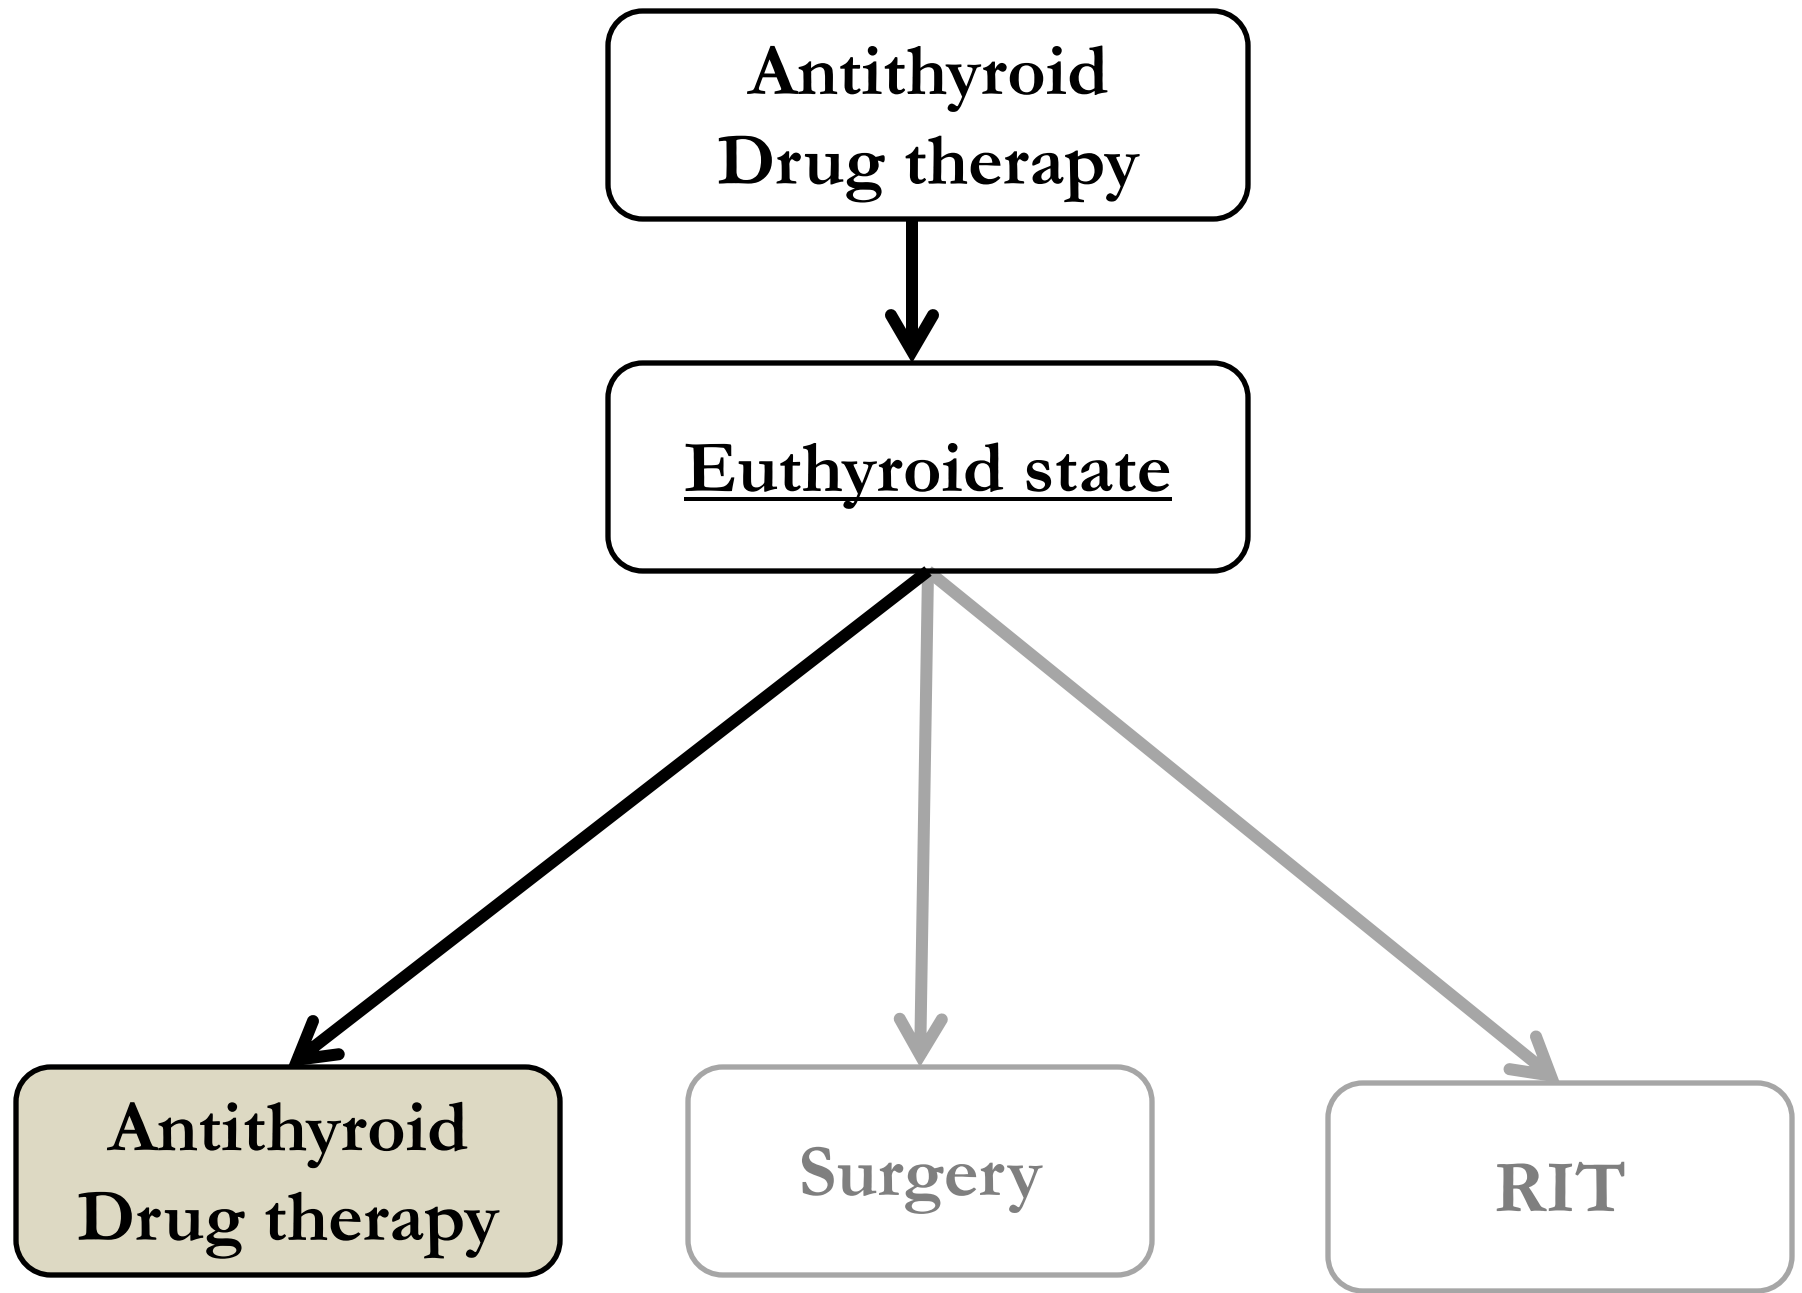 Antithyroid
Drug therapy
Euthyroid state
Antithyroid
Drug therapy
Surgery
RIT